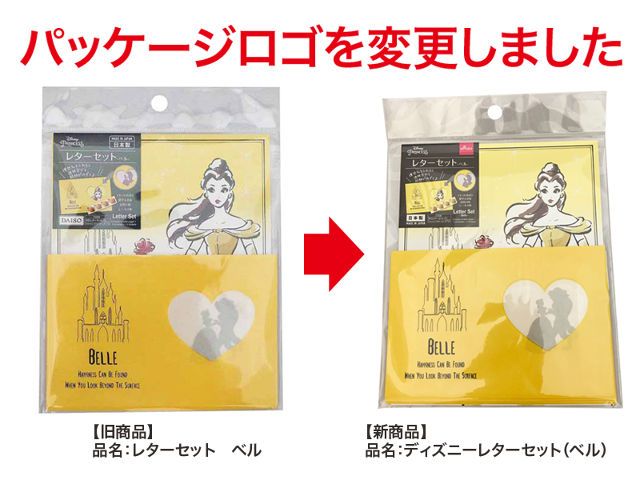 パッケージロゴを変更しました
Disney
PRINCESS
MADE IN JAPAN
日本製
レターセット ベル
DAISO
Letter Set
BELLE
HAPPINESS CAN BE FOUND
WHEN YOU LOOK BEYOND THE SURFACE
【旧商品】
品名：レターセット　ベル
Disney
PRINCESS
レターセット ベル
日本製
Letter Set
BELLE
HAPPINESS CAN BE FOUND
WHEN YOU LOOK BEYOND THE SURFACE
【新商品】
品名：ディズニーレターセット（ベル）